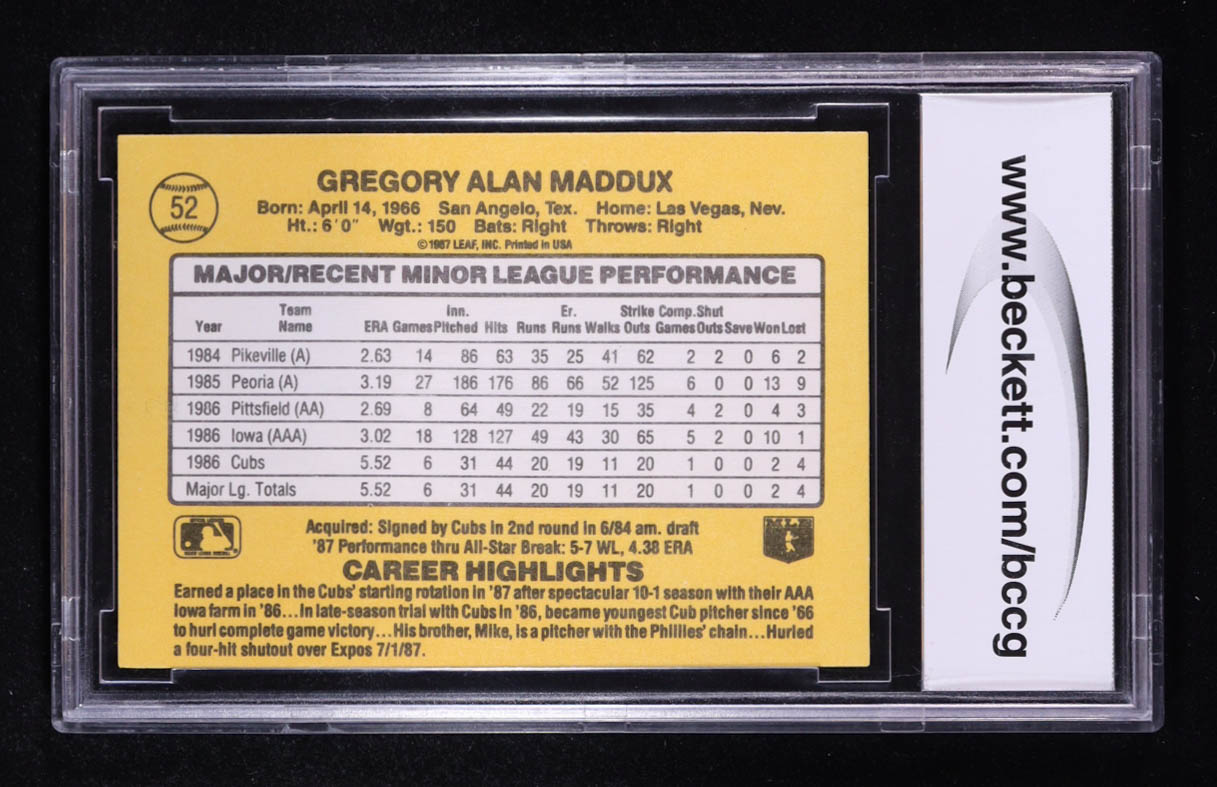 GREGORY ALAN MADDUX
52
Born: April 14, 1966 San Angelo, Tex. Home: Las Vegas, Nev.
Ht.: 6'0" Wgt.: 150 Bats: Right Throws: Right
©1987 LEAF, INC. Printed in USA
MAJOR/RECENT MINOR LEAGUE PERFORMANCE
Team Inn. Er. Strike Comp. Shut
Year Name ERA Games Pitched Hits Runs Runs Walks Outs Games Outs Save Won Lost
1984 Pikeville (A) 2.63 14 86 63 35 25 41 62 2 2 0 6 2
1985 Peoria (A) 3.19 27 186 176 86 66 52 125 6 0 0 13 9
1986 Pittsfield (AA) 2.69 8 64 49 22 19 15 35 4 2 0 4 3
1986 Iowa (AAA) 3.02 18 128 127 49 43 30 65 5 2 0 10 1
1986 Cubs 5.52 6 31 44 20 19 11 20 1 0 0 2 4
Major Lg. Totals 5.52 6 31 44 20 19 11 20 1 0 0 2 4
Acquired: Signed by Cubs in 2nd round in 6/84 am. draft
'87 Performance thru All-Star Break: 5-7 WL, 4.38 ERA
CAREER HIGHLIGHTS
Earned a place in the Cubs' starting rotation in '87 after spectacular 10-1 season with their AAA
Iowa farm in '86...In late-season trial with Cubs in '86, became youngest Cub pitcher since '66
to hurl complete game victory...His brother, Mike, is a pitcher with the Phillies' chain...Hurled
a four-hit shutout over Expos 7/1/87.
www.beckett.com/bccg